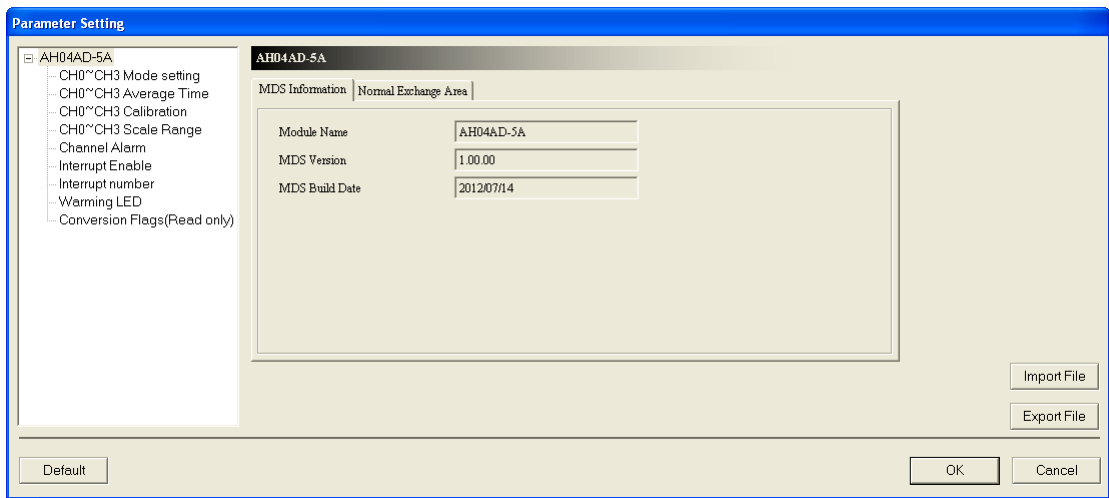 Parameter Setting
AH04AD-5A
CH0~CH3 Mode setting
CH0~CH3 Average Time
CH0~CH3 Calibration
CH0~CH3 Scale Range
Channel Alarm
Interrupt Enable
Interrupt number
Warming LED
Conversion Flags(Read only)
AH04AD-5A
MDS Information Normal Exchange Area
Module Name AH04AD-5A
MDS Version 1.00.00
MDS Build Date 2012/07/14
Import File
Export File
Default OK Cancel